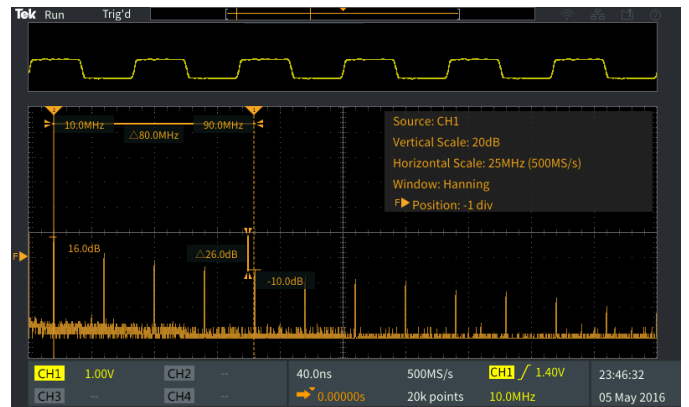 Tek Run Trig'd
10.0MHz 90.0MHz
△80.0MHz
Source: CH1
Vertical Scale: 20dB
Horizontal Scale: 25MHz (500MS/s)
Window: Hanning
F▶ Position: -1 div
16.0dB
△26.0dB
F
-10.0dB
CH1 1.00V CH2 -- 40.0ns 500MS/s CH1 / 1.40V 23:46:32
CH3 -- CH4 -- 0.00000s 20k points 10.0MHz 05 May 2016